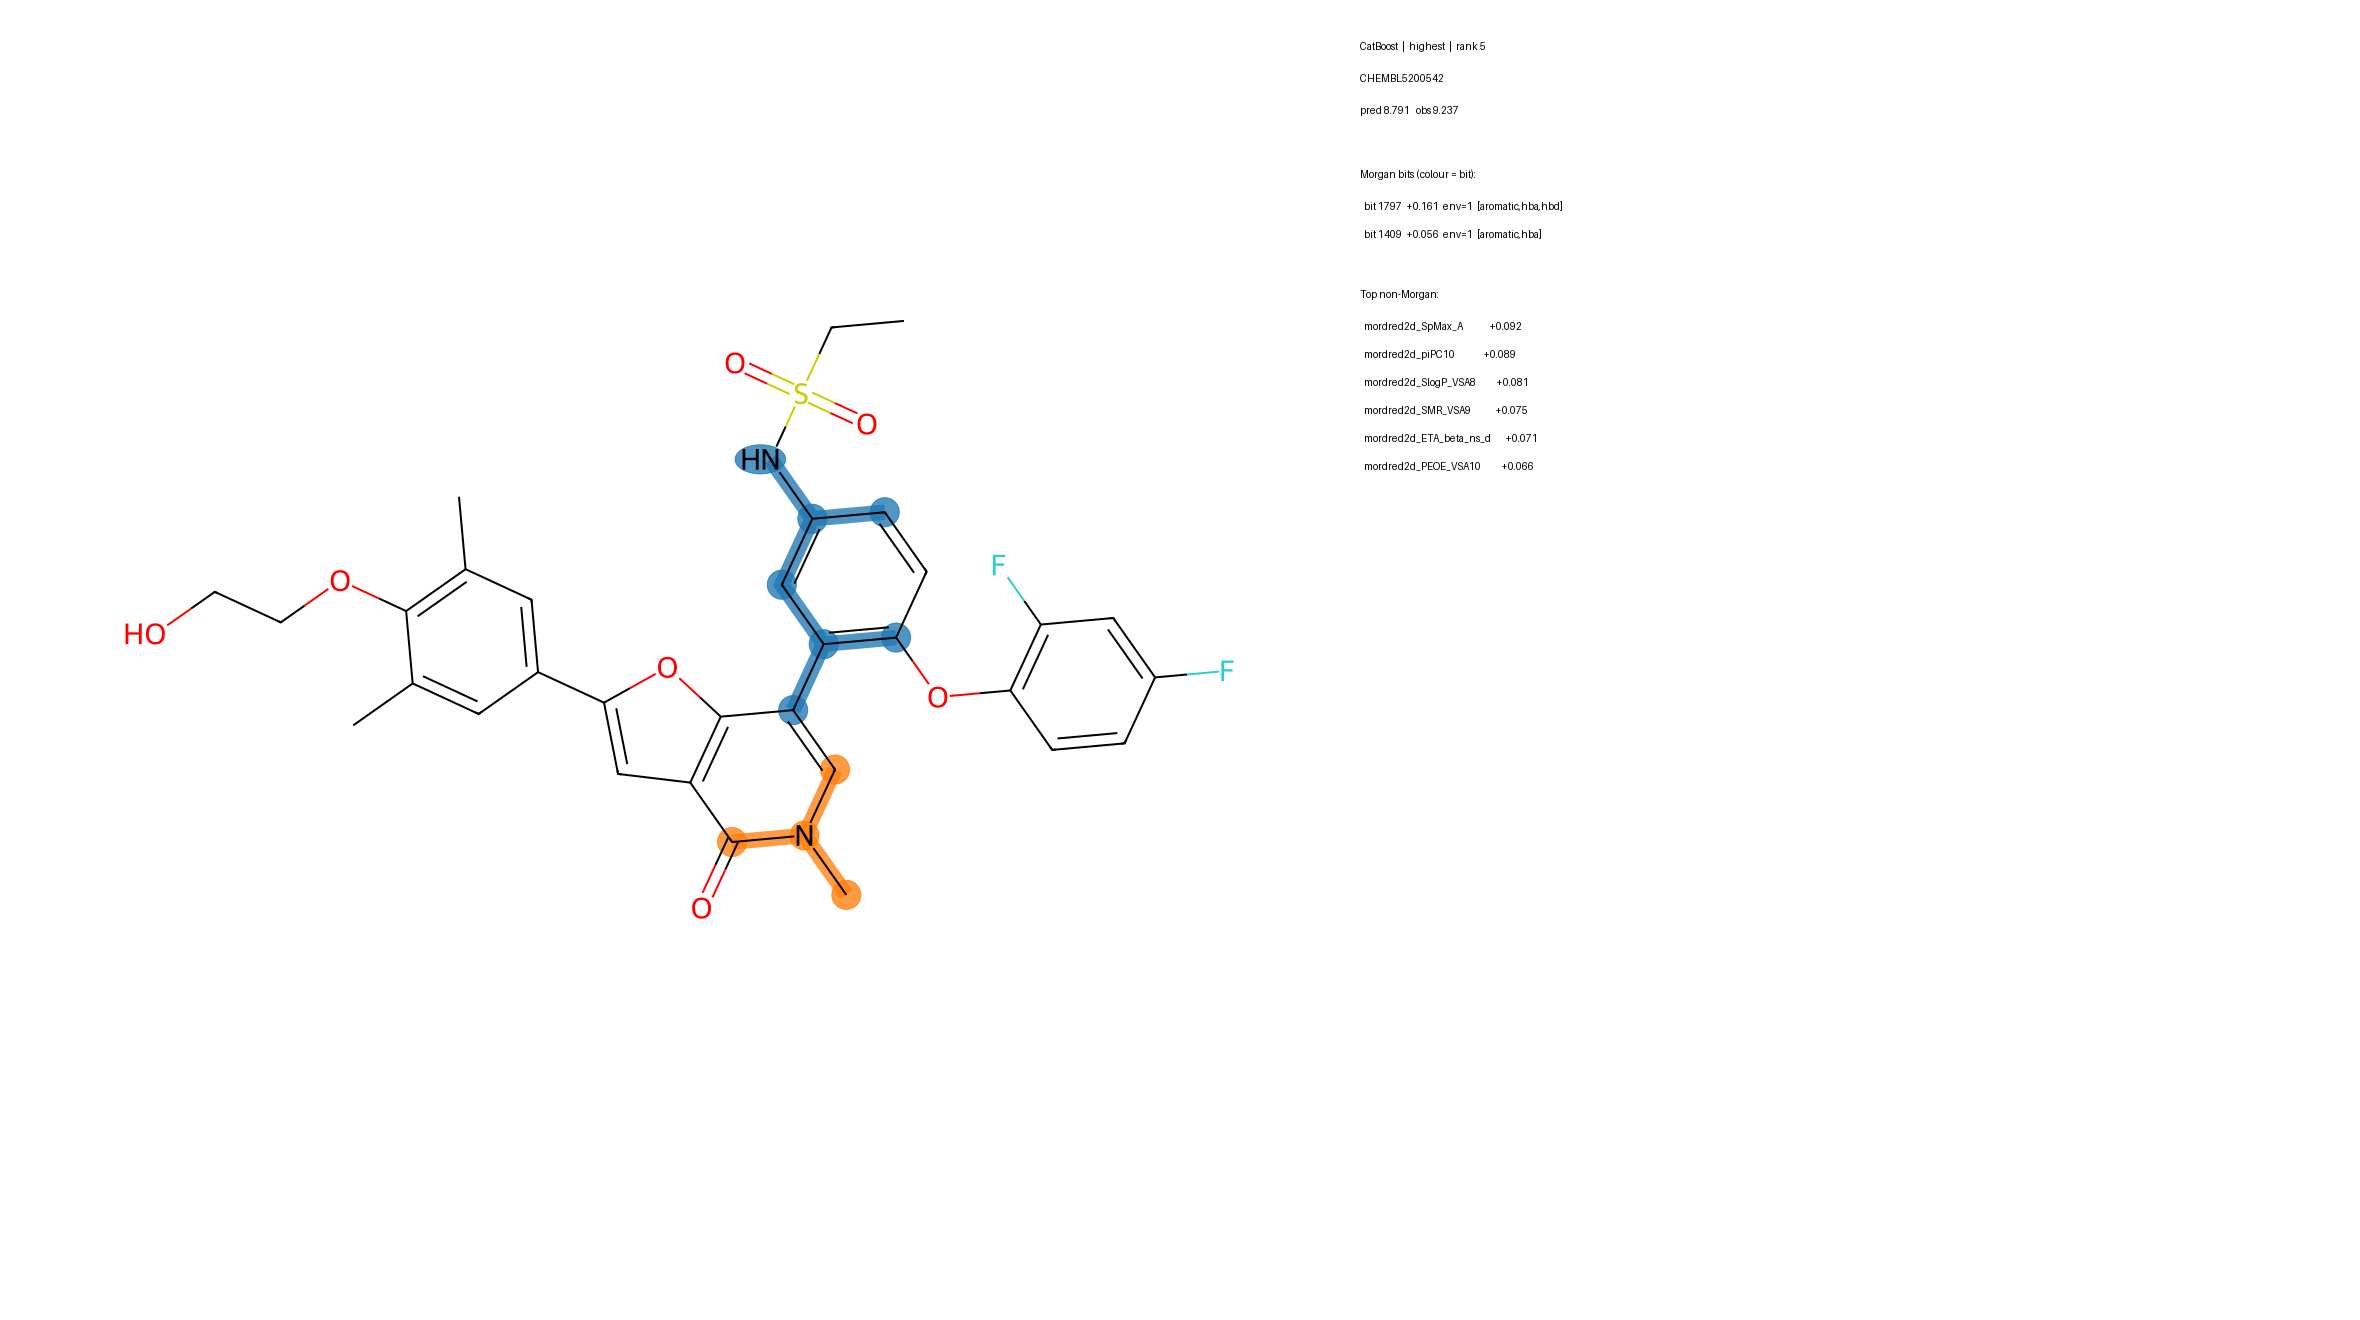 CatBoost | highest | rank 5
CHEMBL5200542
pred 8.791 obs 9.237
Morgan bits (colour = bit):
bit 1797 +0.161 env=1 [aromatic,hba,hbd]
bit 1409 +0.056 env=1 [aromatic,hba]
Top non-Morgan:
mordred2d_SpMax_A +0.092
mordred2d_piPC10 +0.089
mordred2d_SlogP_VSA8 +0.081
mordred2d_SMR_VSA9 +0.075
mordred2d_ETA_beta_ns_d +0.071
mordred2d_PEOE_VSA10 +0.066
O
S
O
HN
F
O
HO
O
F
O
N
O